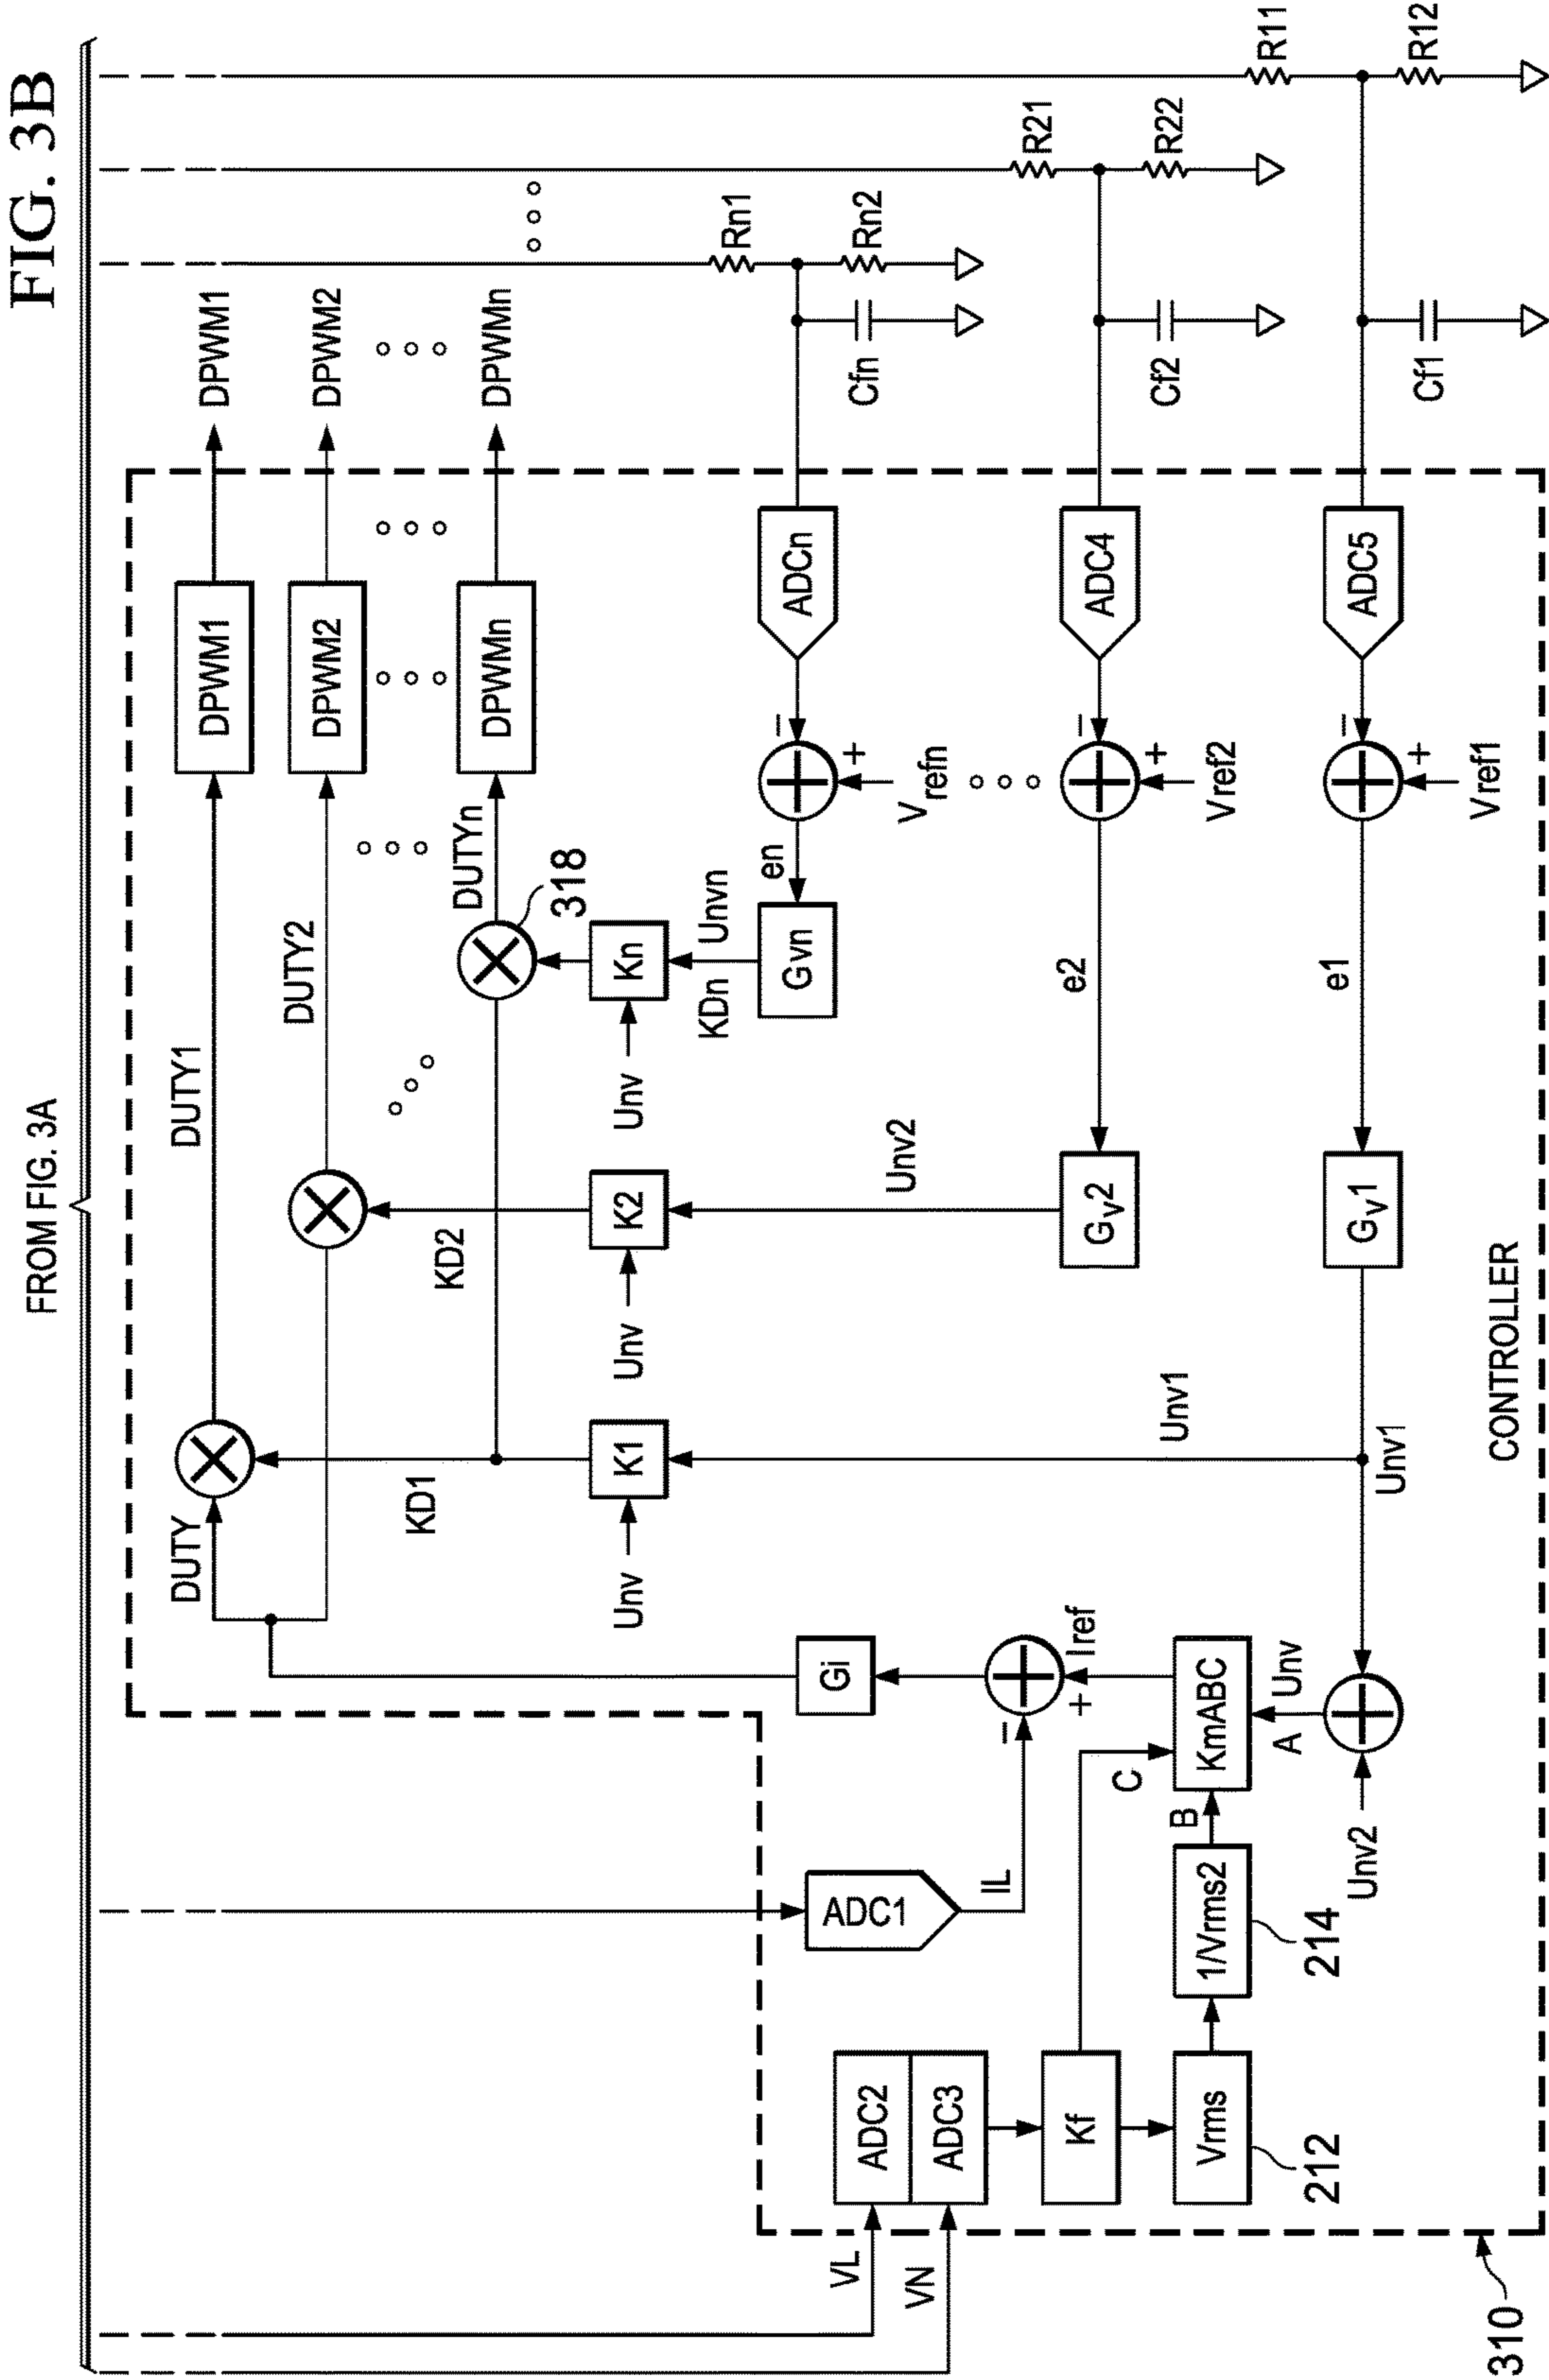 FIG. 3B
FROM FIG. 3A
DUTY
DUTY1
DPWM1
DPWM1
DUTY2
DPWM2
DPWM2
DUTYn
DPWMn
DPWMn
318
KD1
KD2
KDn
Unv
K1
Unv
K2
Unv
Kn
Unvn
Gvn
en
Vrefn
ADCn
Cfn
Rn1
Rn2
Unv2
Gv2
e2
Vref2
ADC4
Cf2
R21
R22
Unv1
Unv1
Gv1
e1
Vref1
ADC5
Cf1
R11
R12
Gi
+
−
Iref
ADC1
IL
VL
VN
ADC2
ADC3
Kf
Vrms
212
1/Vrms2
214
KmABC
A
B
C
Unv
Unv2
−
+
−
+
−
+
CONTROLLER
310